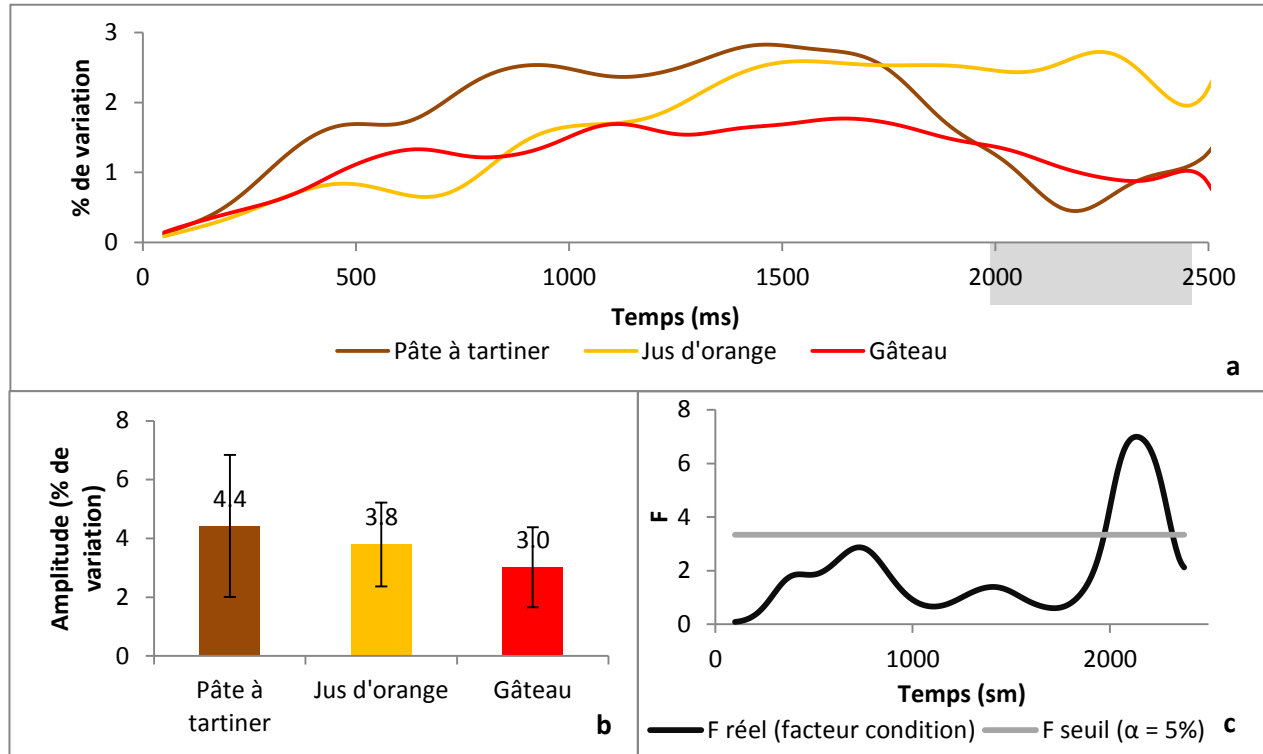 3
2
1
0
% de variation
0 500 1000 1500 2000 2500
Temps (ms)
Pâte à tartiner Jus d'orange Gâteau
a
8
6
4
2
0
Amplitude (% de
variation)
4.4
3.8
3.0
Pâte à
tartiner
Jus d'orange
Gâteau
b
8
6
4
2
0
F
0 1000 2000
Temps (sm)
F réel (facteur condition) F seuil (α = 5%)
c